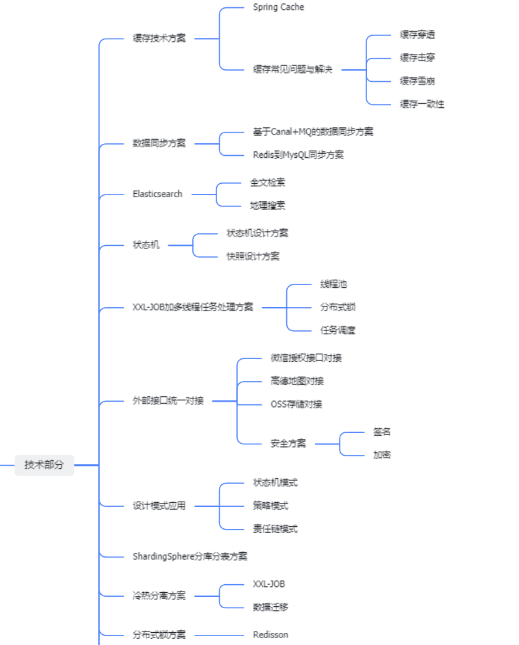 Spring Cache
缓存技术方案
缓存穿透
缓存击穿
缓存常见问题与解决
缓存雪崩
缓存一致性
基于Canal+MQ的数据同步方案
数据同步方案
Redis到MySQL同步方案
全文检索
Elasticsearch
地理搜索
状态机设计方案
状态机
快照设计方案
线程池
XXL-JOB加多线程任务处理方案
分布式锁
任务调度
微信授权接口对接
高德地图对接
外部接口统一对接
OSS存储对接
签名
安全方案
加密
技术部分
状态机模式
设计模式应用
策略模式
责任链模式
ShardingSphere分库分表方案
XXL-JOB
冷热分离方案
数据迁移
分布式锁方案
Redisson